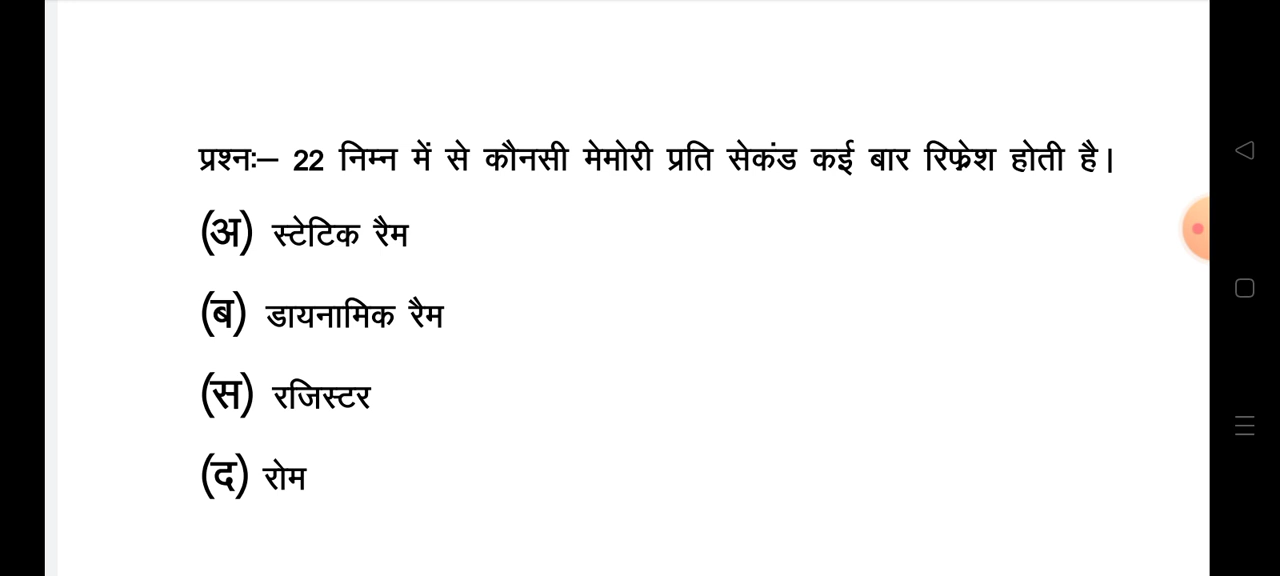 प्रश्नः– 22 निम्न में से कौनसी मेमोरी प्रति सेकंड कई बार रिफ्रेश होती है।
(अ) स्टेटिक रैम
(ब) डायनामिक रैम
(स) रजिस्टर
(द) रोम